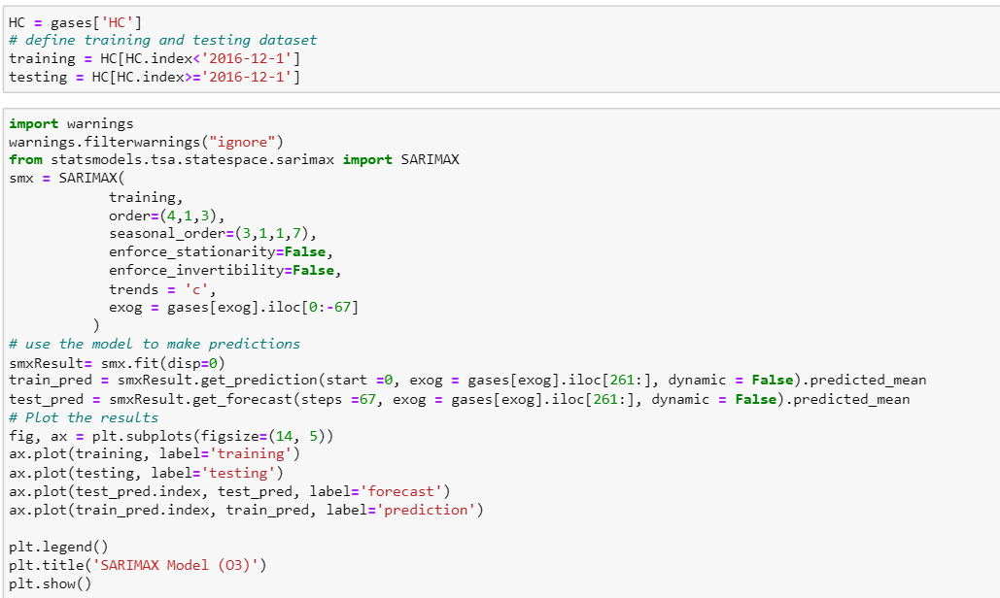 HC = gases['HC']
# define training and testing dataset
training = HC[HC.index<'2016-12-1']
testing = HC[HC.index>='2016-12-1']
import warnings
warnings.filterwarnings("ignore")
from statsmodels.tsa.statespace.sarimax import SARIMAX
smx = SARIMAX(
            training,
            order=(4,1,3),
            seasonal_order=(3,1,1,7),
            enforce_stationarity=False,
            enforce_invertibility=False,
            trends = 'c',
            exog = gases[exog].iloc[0:-67]
          )
# use the model to make predictions
smxResult= smx.fit(disp=0)
train_pred = smxResult.get_prediction(start =0, exog = gases[exog].iloc[261:], dynamic = False).predicted_mean
test_pred = smxResult.get_forecast(steps =67, exog = gases[exog].iloc[261:], dynamic = False).predicted_mean
# Plot the results
fig, ax = plt.subplots(figsize=(14, 5))
ax.plot(training, label='training')
ax.plot(testing, label='testing')
ax.plot(test_pred.index, test_pred, label='forecast')
ax.plot(train_pred.index, train_pred, label='prediction')
plt.legend()
plt.title('SARIMAX Model (O3)')
plt.show()